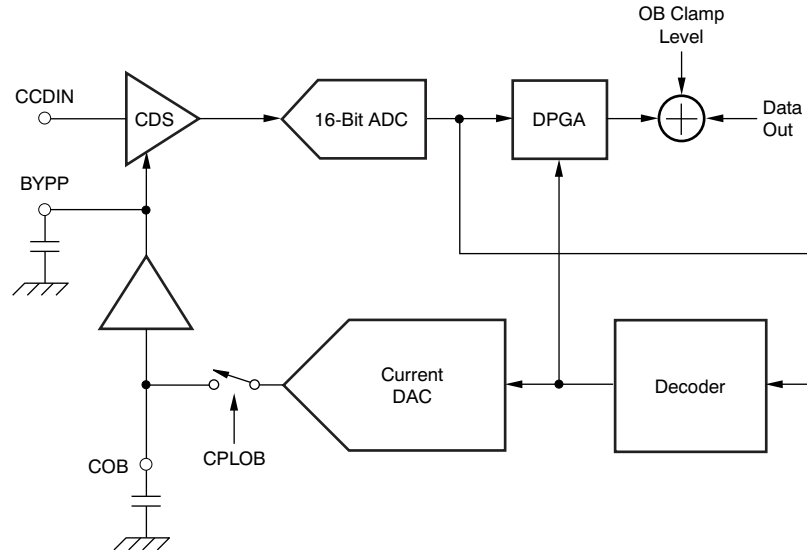 OB Clamp
Level
CCDIN
CDS
16-Bit ADC
DPGA
Data
Out
BYPP
Current
DAC
Decoder
CPLOB
COB